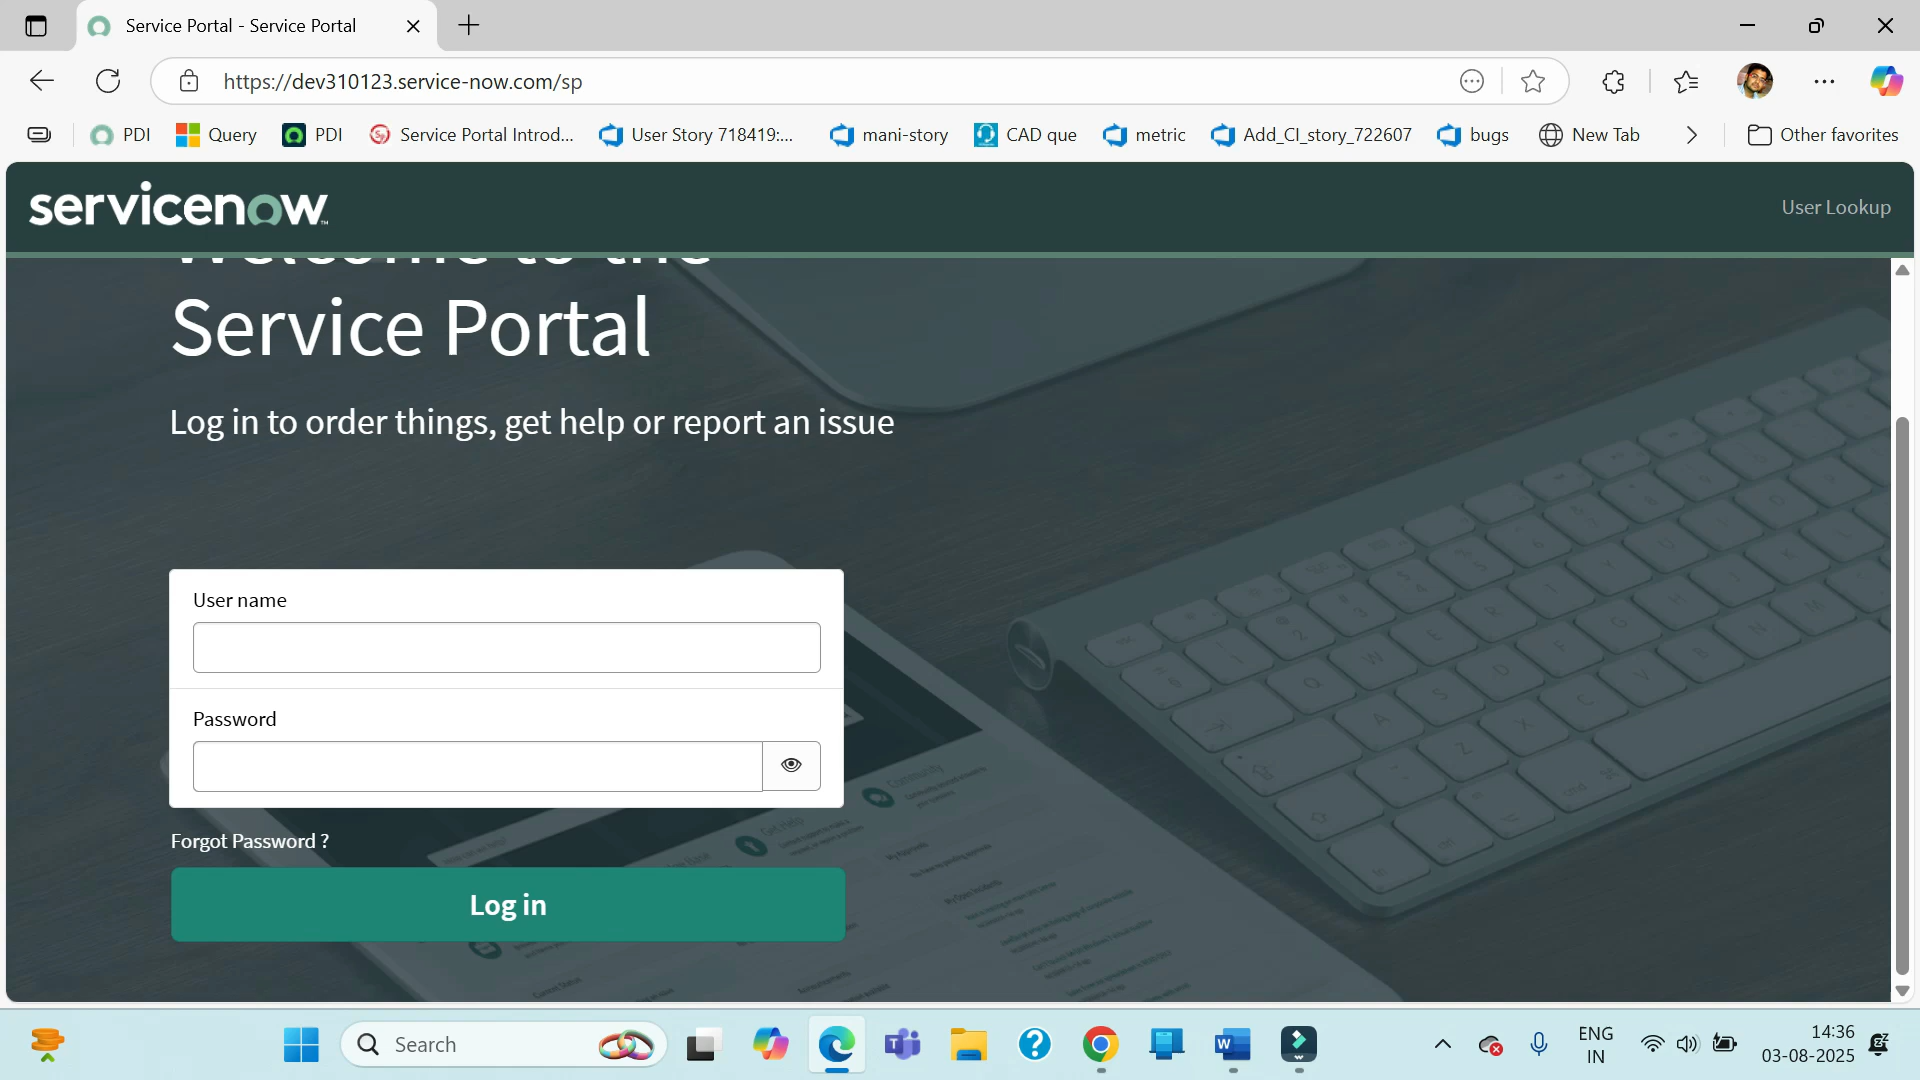 Service Portal - Service Portal
https://dev310123.service-now.com/sp
PDI
Query
PDI
Service Portal Introd...
User Story 718419:...
mani-story
CAD que
metric
Add_CI_story_722607
bugs
New Tab
Other favorites
servicenow
User Lookup
Welcome to the
Service Portal
Log in to order things, get help or report an issue
User name
Password
Forgot Password ?
Log in
Search
ENG
IN
14:36
03-08-2025